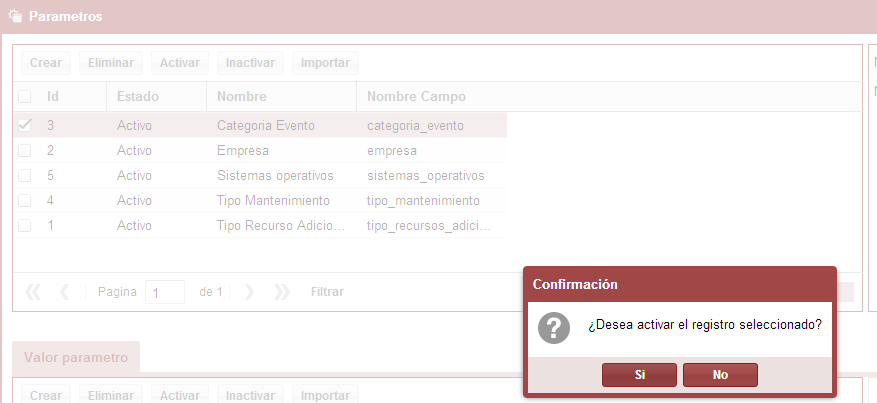 Parametros
Crear Eliminar Activar Inactivar Importar
Id Estado Nombre Nombre Campo
3 Activo Categoria Evento categoria_evento
2 Activo Empresa empresa
5 Activo Sistemas operativos sistemas_operativos
4 Activo Tipo Mantenimiento tipo_mantenimiento
1 Activo Tipo Recurso Adicio... tipo_recursos_adici...
Pagina 1 de 1 Filtrar
Confirmación
¿Desea activar el registro seleccionado?
Si No
Valor parametro
Crear Eliminar Activar Inactivar Importar